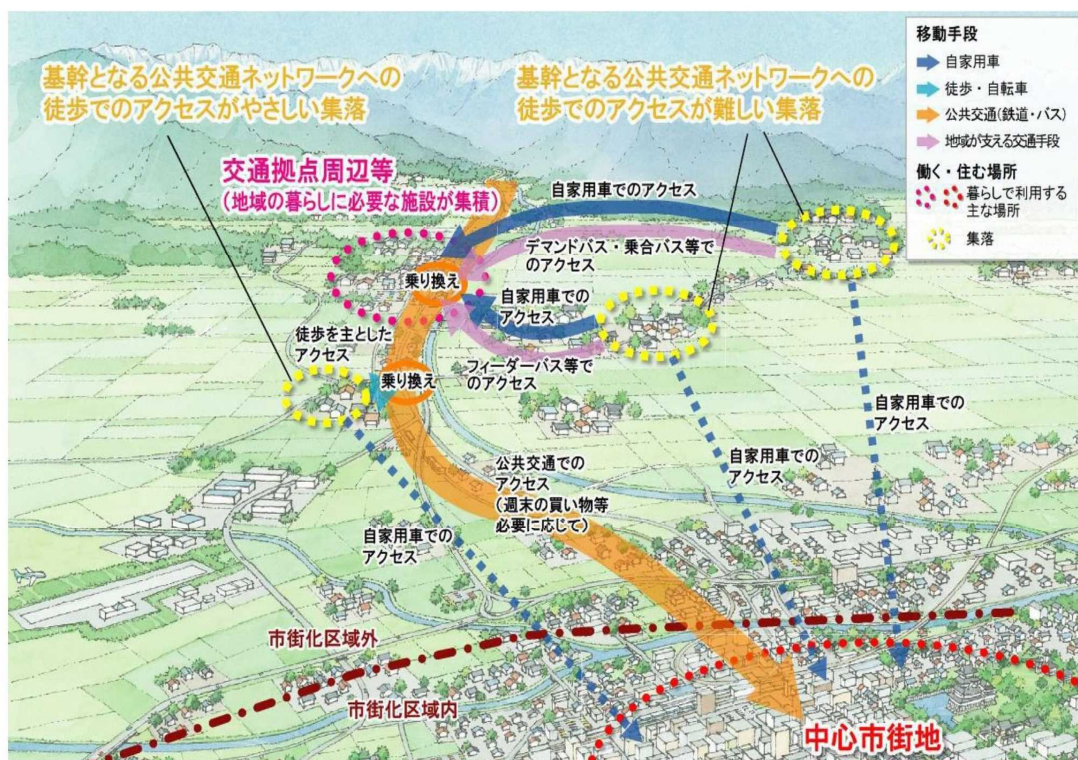 基幹となる公共交通ネットワークへの
徒歩でのアクセスがやさしい集落
基幹となる公共交通ネットワークへの
徒歩でのアクセスが難しい集落
移動手段
自家用車
徒歩・自転車
公共交通(鉄道・バス)
地域が支える交通手段
働く・住む場所
暮らしで利用する
主な場所
集落
交通拠点周辺等
(地域の暮らしに必要な施設が集積)
自家用車でのアクセス
デマンドバス・乗合バス等で
のアクセス
乗り換え
自家用車での
アクセス
徒歩を主とした
アクセス
フィーダーバス等で
のアクセス
乗り換え
自家用車での
アクセス
自家用車での
アクセス
公共交通での
アクセス
(週末の買い物等
必要に応じて)
自家用車での
アクセス
市街化区域外
市街化区域内
中心市街地